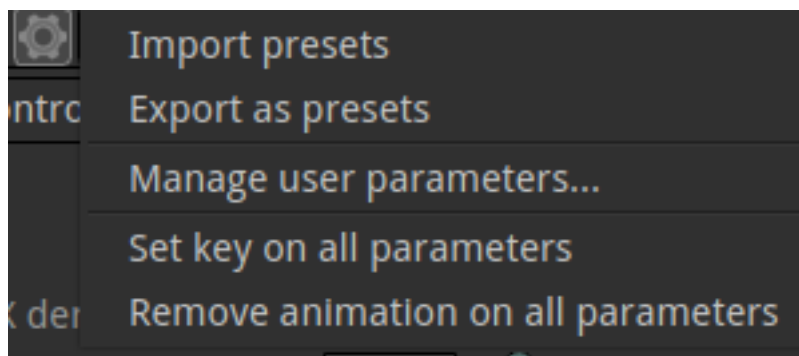 Import presets
Export as presets
Manage user parameters...
Set key on all parameters
Remove animation on all parameters